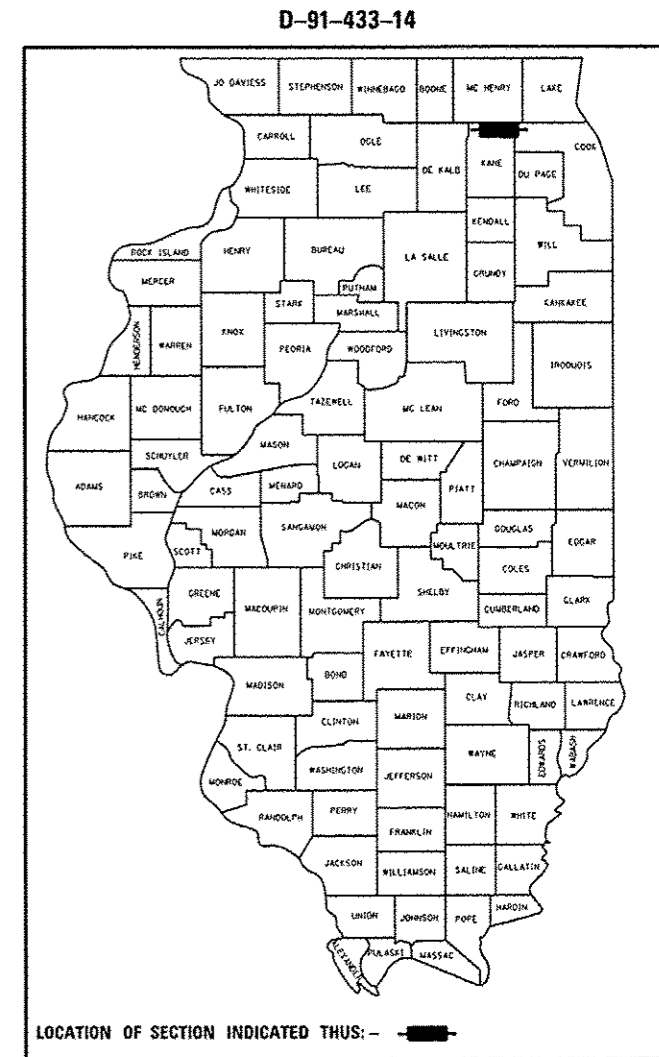 D-91-433-14
JO DAVIESS STEPHENSON WINNEBAGO BOONE MC HENRY LAKE
CARROLL OGLE DE KALB KANE COOK
DU PAGE
WHITESIDE LEE
KENDALL
WILL
ROCK ISLAND HENRY BUREAU LA SALLE GRUNDY
MERCER PUTNAM KANKAKEE
STARK MARSHALL
HENDERSON WARREN KNOX LIVINGSTON
PEORIA WOODFORD IROQUOIS
TAZEWELL
HANCOCK MC DONOUGH FULTON MC LEAN FORD
MASON
SCHUYLER LOGAN DE WITT CHAMPAIGN VERMILION
ADAMS BROWN CASS MENARD PIATT
MACON
MORGAN SANGAMON DOUGLAS
PIKE SCOTT MOULTRIE EDGAR
CHRISTIAN COLES
GREENE SHELBY
CALHOUN MACOUPIN MONTGOMERY CUMBERLAND CLARK
JERSEY
FAYETTE EFFINGHAM JASPER CRAWFORD
MADISON BOND
CLAY RICHLAND LAWRENCE
CLINTON MARION
ST. CLAIR WAYNE EDWARDS WABASH
WASHINGTON JEFFERSON
MONROE
RANDOLPH PERRY HAMILTON WHITE
FRANKLIN
JACKSON WILLIAMSON SALINE GALLATIN
HARDIN
UNION JOHNSON POPE
ALEXANDER PULASKI MASSAC
LOCATION OF SECTION INDICATED THUS: -